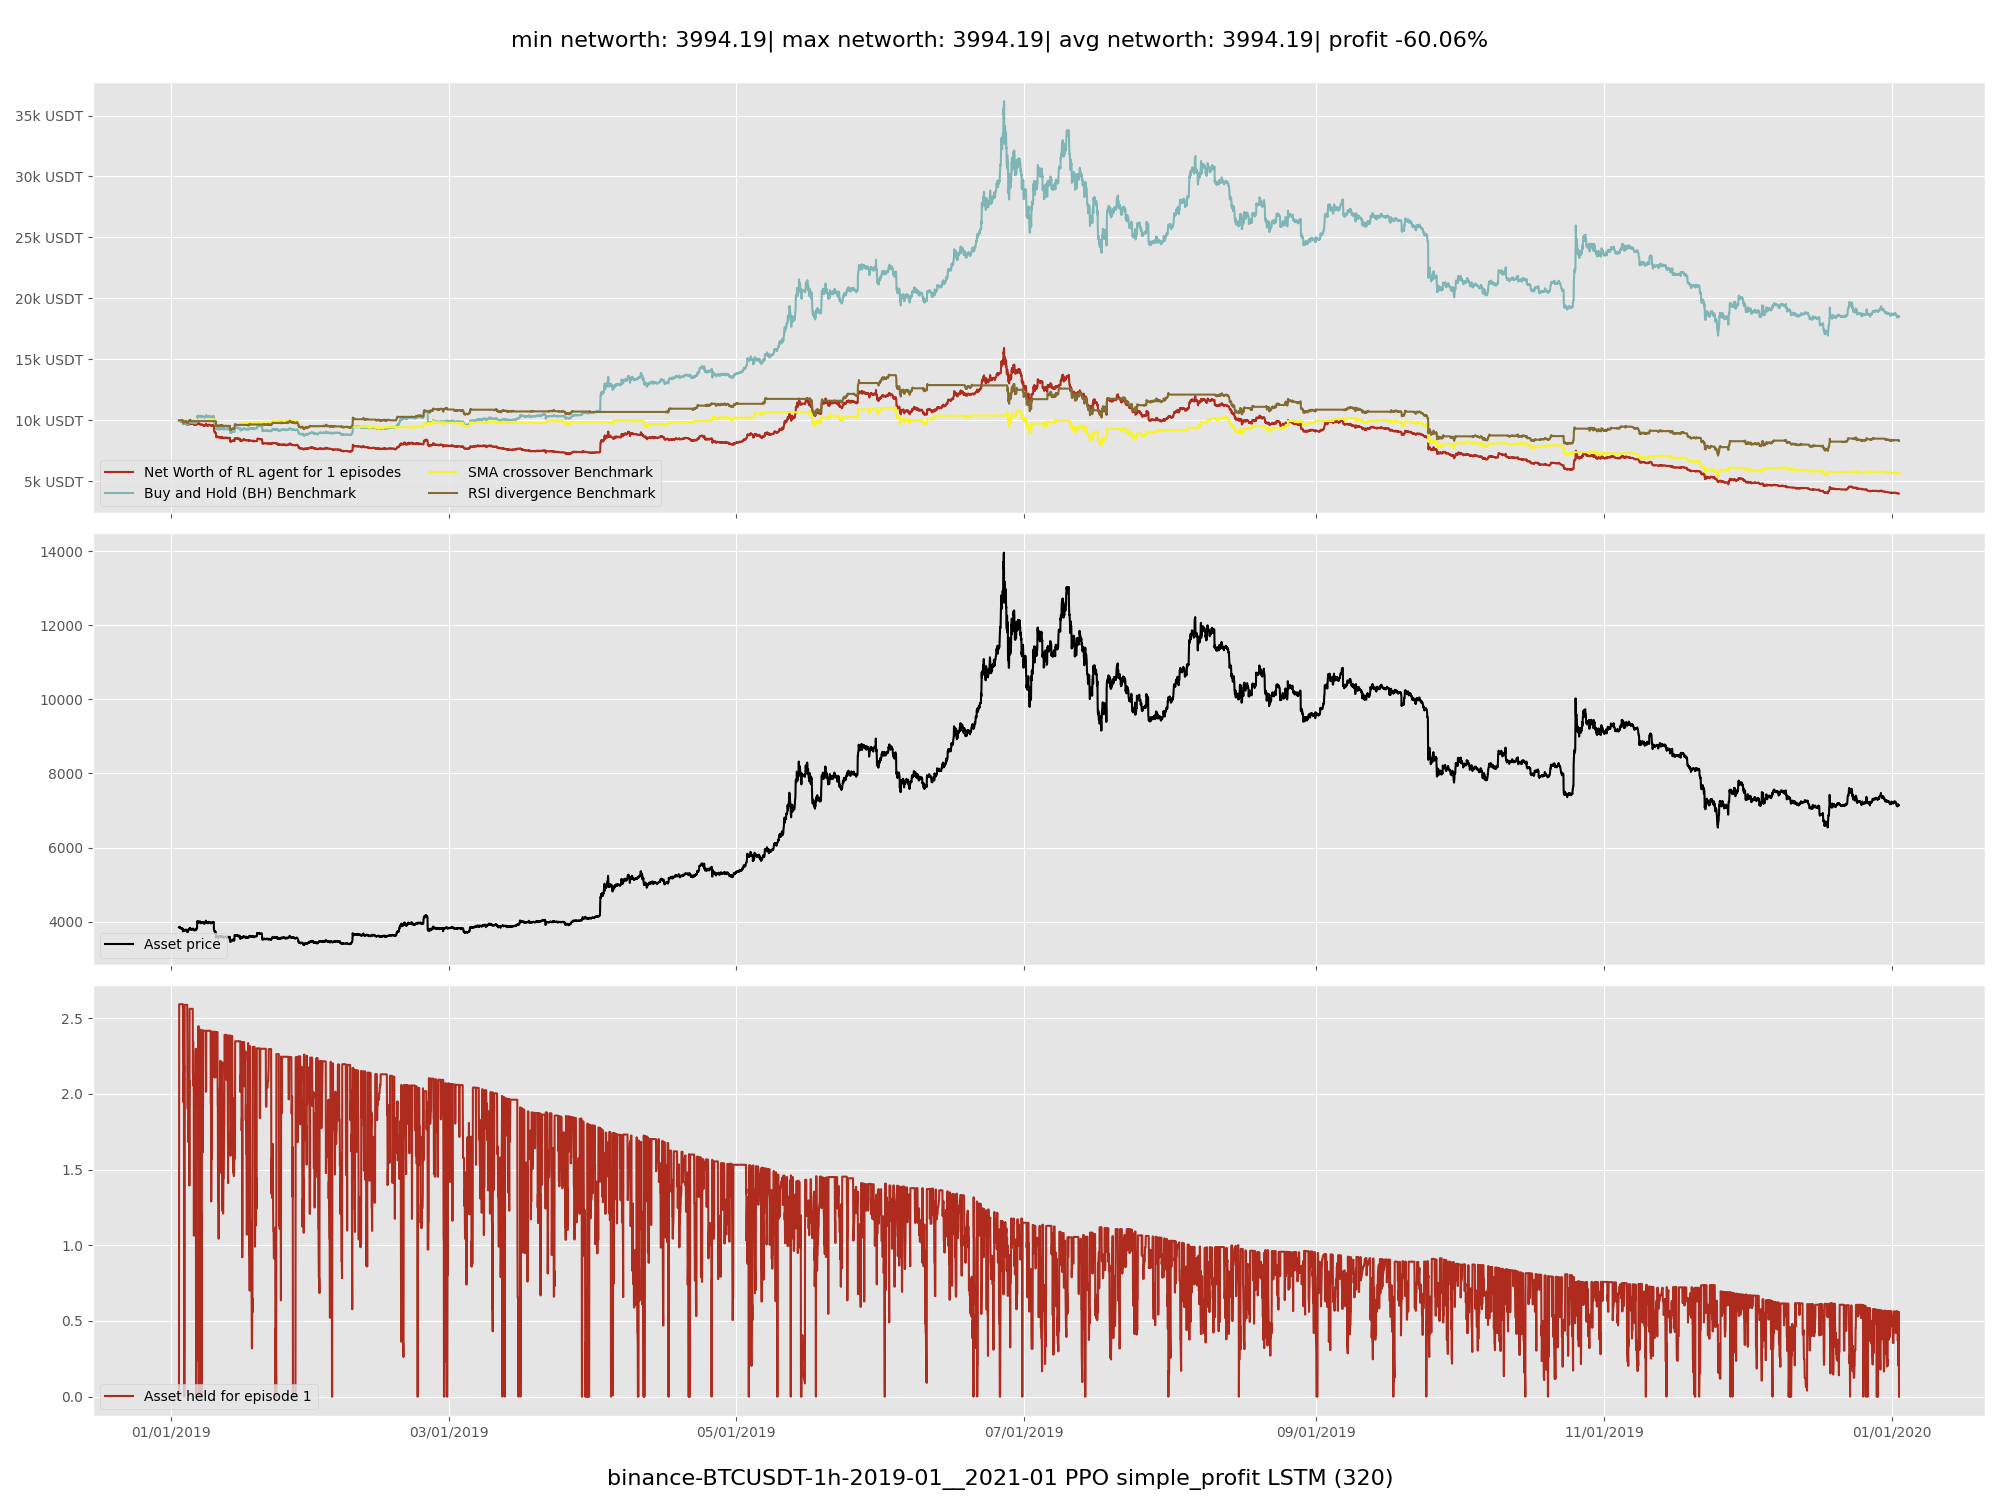 min networth: 3994.19| max networth: 3994.19| avg networth: 3994.19| profit -60.06%
35k USDT
30k USDT
25k USDT
20k USDT
15k USDT
10k USDT
5k USDT
Net Worth of RL agent for 1 episodes
Buy and Hold (BH) Benchmark
SMA crossover Benchmark
RSI divergence Benchmark
14000
12000
10000
8000
6000
4000
Asset price
2.5
2.0
1.5
1.0
0.5
0.0
Asset held for episode 1
01/01/2019 03/01/2019 05/01/2019 07/01/2019 09/01/2019 11/01/2019 01/01/2020
binance-BTCUSDT-1h-2019-01__2021-01 PPO simple_profit LSTM (320)